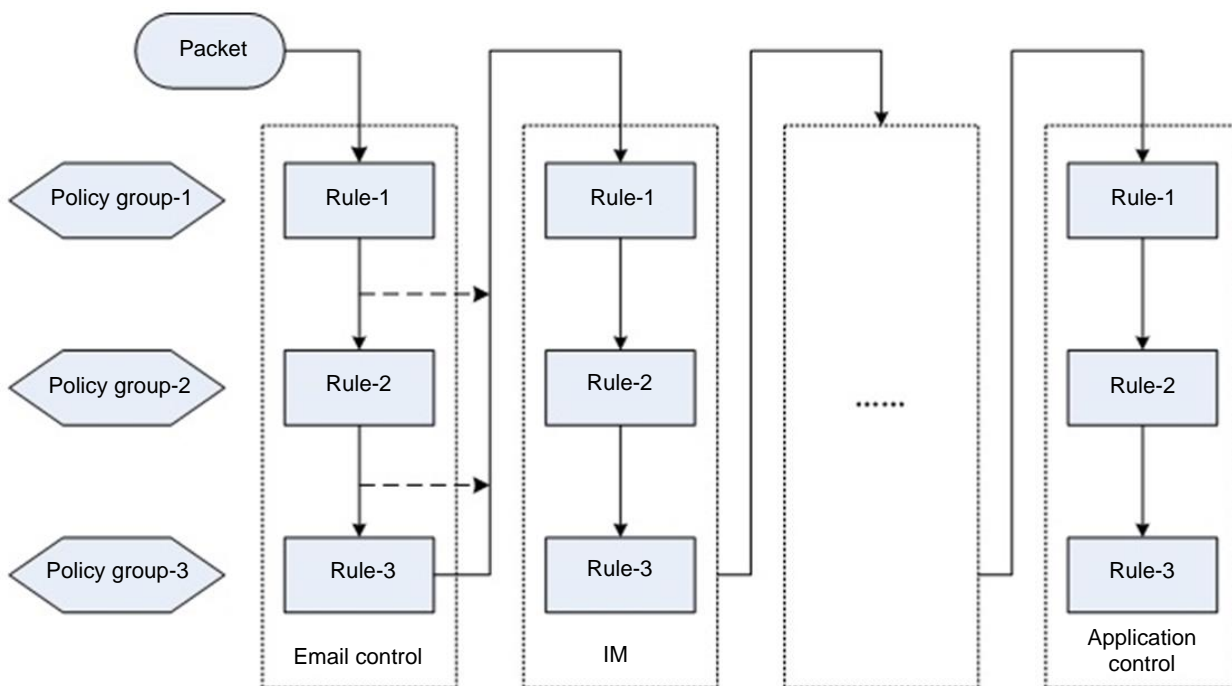 Packet
Policy group-1
Rule-1
Rule-1
Rule-1
Policy group-2
Rule-2
Rule-2
......
Rule-2
Policy group-3
Rule-3
Rule-3
Rule-3
Email control
IM
Application
control